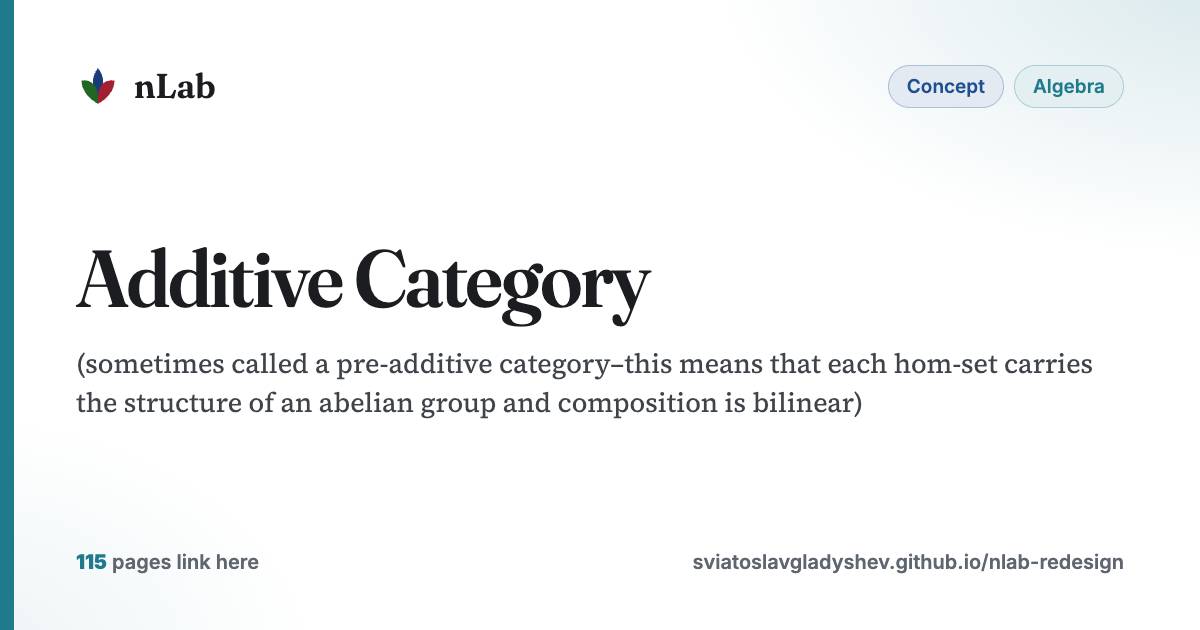 nLab
Concept
Algebra
Additive Category
(sometimes called a pre-additive category–this means that each hom-set carries
the structure of an abelian group and composition is bilinear)
115 pages link here
sviatoslavgladyshev.github.io/nlab-redesign